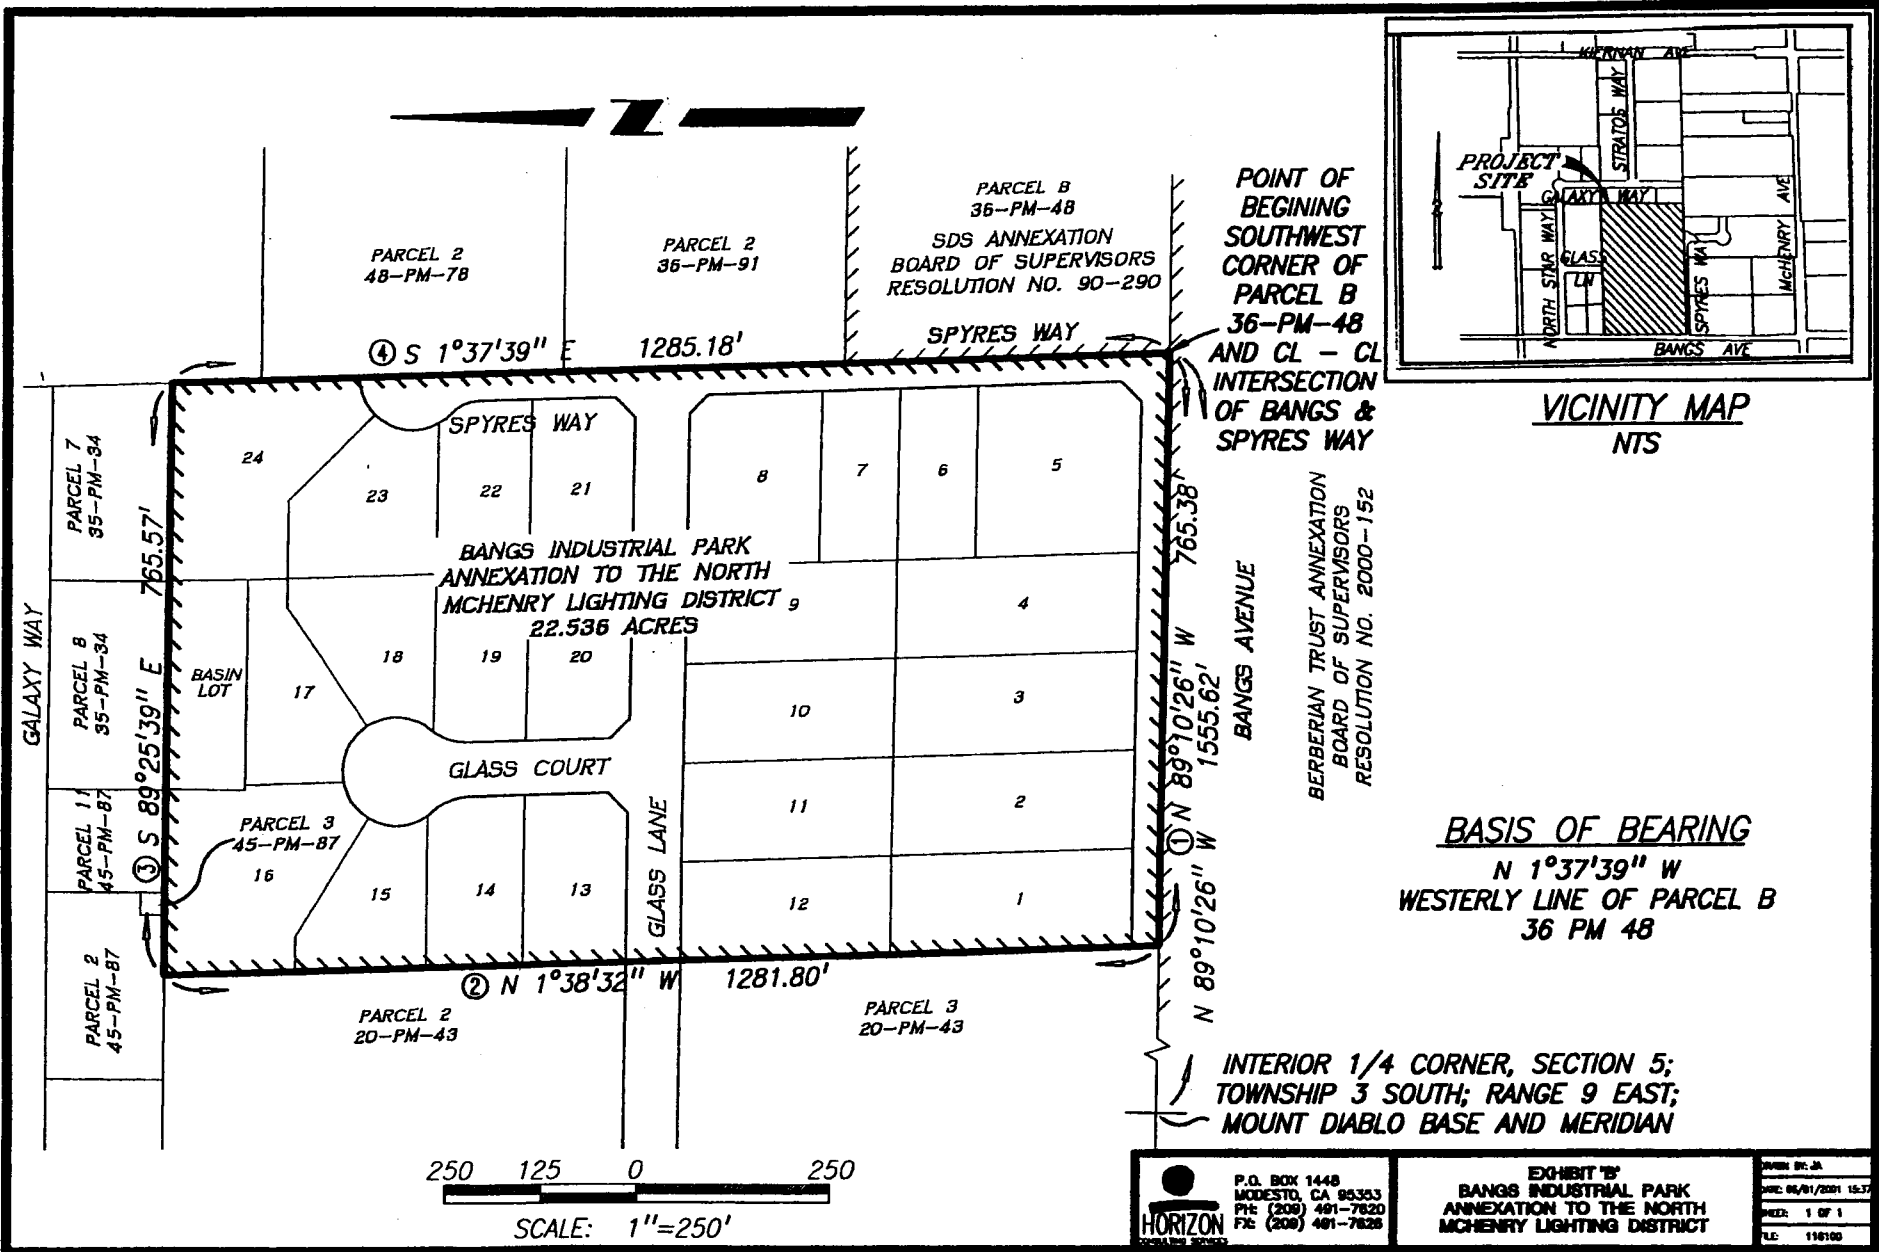 Z
PARCEL 2
48-PM-78
PARCEL 2
36-PM-91
PARCEL B
36-PM-48
SDS ANNEXATION
BOARD OF SUPERVISORS
RESOLUTION NO. 90-290
SPYRES WAY
POINT OF
BEGINING
SOUTHWEST
CORNER OF
PARCEL B
36-PM-48
AND CL - CL
INTERSECTION
OF BANGS &
SPYRES WAY
KIERNAN AVE
STRATOS WAY
PROJECT
SITE
GALAXY WAY
NORTH STAR WAY
GLASS
LN
SPYRES WAY
McHENRY AVE
BANGS AVE
VICINITY MAP
NTS
4 S 1°37'39" E 1285.18'
PARCEL 7
35-PM-34
PARCEL 8
35-PM-34
PARCEL 11
45-PM-87
PARCEL 2
45-PM-87
GALAXY WAY
3 S 89°25'39" E 765.57'
24
23
22
21
SPYRES WAY
8
7
6
5
BANGS INDUSTRIAL PARK
ANNEXATION TO THE NORTH
MCHENRY LIGHTING DISTRICT
22.536 ACRES
9
4
BASIN
LOT
17
18
19
20
10
3
GLASS COURT
GLASS LANE
11
2
PARCEL 3
45-PM-87
16
15
14
13
12
1
1 N 89°10'26" W 765.38'
N 89°10'26" W 1555.62'
BANGS AVENUE
BERBERIAN TRUST ANNEXATION
BOARD OF SUPERVISORS
RESOLUTION NO. 2000-152
BASIS OF BEARING
N 1°37'39" W
WESTERLY LINE OF PARCEL B
36 PM 48
2 N 1°38'32" W 1281.80'
PARCEL 2
20-PM-43
PARCEL 3
20-PM-43
INTERIOR 1/4 CORNER, SECTION 5;
TOWNSHIP 3 SOUTH; RANGE 9 EAST;
MOUNT DIABLO BASE AND MERIDIAN
250 125 0 250
SCALE: 1"=250'
HORIZON
CONSULTING SERVICES
P.O. BOX 1448
MODESTO, CA 95353
PH: (209) 491-7620
FX: (209) 491-7626
EXHIBIT "B"
BANGS INDUSTRIAL PARK
ANNEXATION TO THE NORTH
MCHENRY LIGHTING DISTRICT
DRAWN BY: JA
DATE: 06/01/2001 15:37
SHEET: 1 OF 1